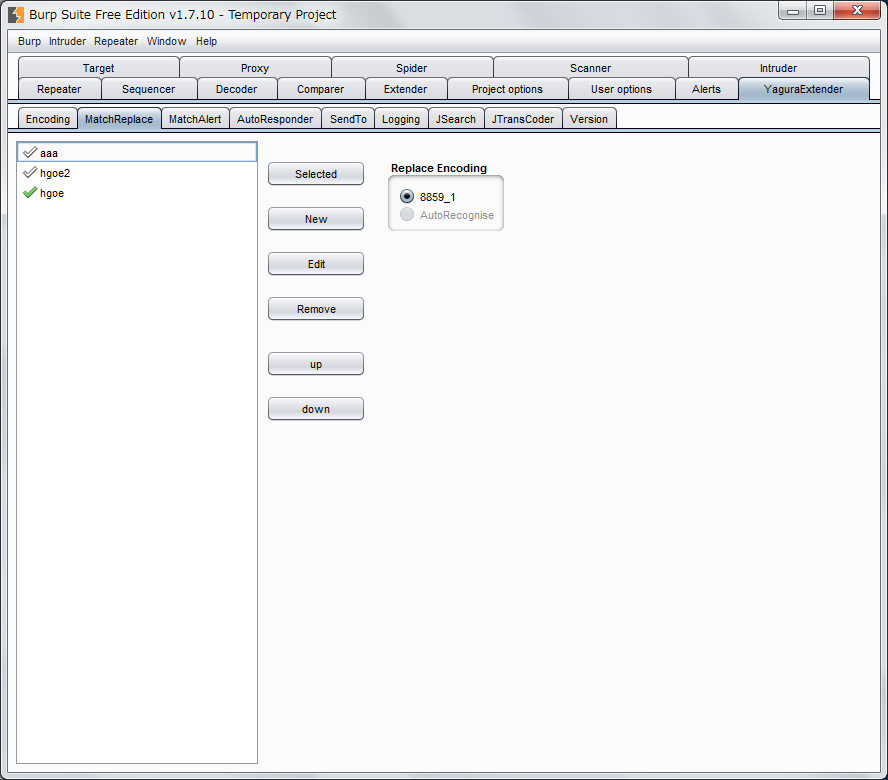 Burp Suite Free Edition v1.7.10 - Temporary Project
Burp Intruder Repeater Window Help
Target Proxy Spider Scanner Intruder
Repeater Sequencer Decoder Comparer Extender Project options User options Alerts YaguraExtender
Encoding MatchReplace MatchAlert AutoResponder SendTo Logging JSearch JTransCoder Version
aaa
hgoe2
hgoe
Selected
New
Edit
Remove
up
down
Replace Encoding
8859_1
AutoRecognise